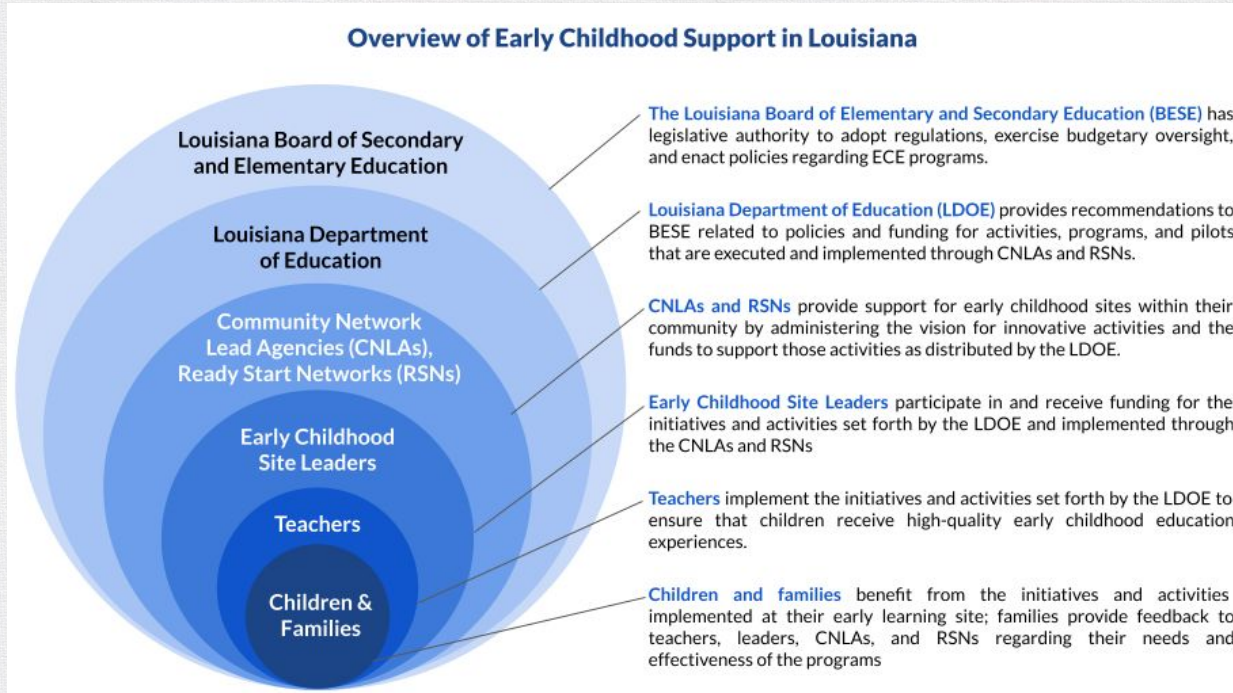 Overview of Early Childhood Support in Louisiana
Louisiana Board of Secondary
and Elementary Education
Louisiana Department
of Education
Community Network
Lead Agencies (CNLAs),
Ready Start Networks (RSNs)
Early Childhood
Site Leaders
Teachers
Children &
Families
The Louisiana Board of Elementary and Secondary Education (BESE) has
legislative authority to adopt regulations, exercise budgetary oversight,
and enact policies regarding ECE programs.
Louisiana Department of Education (LDOE) provides recommendations to
BESE related to policies and funding for activities, programs, and pilots
that are executed and implemented through CNLAs and RSNs.
CNLAs and RSNs provide support for early childhood sites within their
community by administering the vision for innovative activities and the
funds to support those activities as distributed by the LDOE.
Early Childhood Site Leaders participate in and receive funding for the
initiatives and activities set forth by the LDOE and implemented through
the CNLAs and RSNs
Teachers implement the initiatives and activities set forth by the LDOE to
ensure that children receive high-quality early childhood education
experiences.
Children and families benefit from the initiatives and activities
implemented at their early learning site; families provide feedback to
teachers, leaders, CNLAs, and RSNs regarding their needs and
effectiveness of the programs